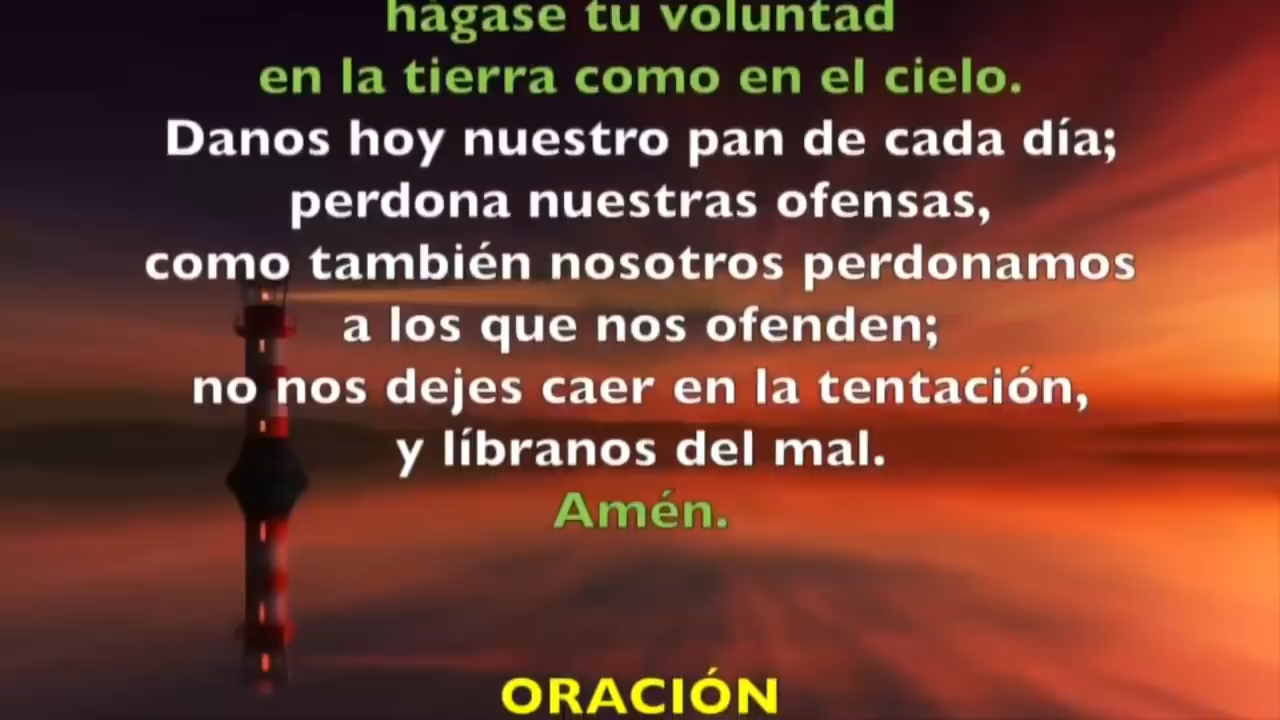 hágase tu voluntad
en la tierra como en el cielo.
Danos hoy nuestro pan de cada día;
perdona nuestras ofensas,
como también nosotros perdonamos
a los que nos ofenden;
no nos dejes caer en la tentación,
y líbranos del mal.
Amén.
ORACIÓN